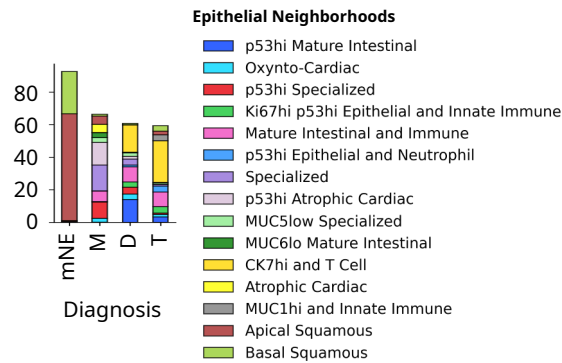 Epithelial Neighborhoods
p53hi Mature Intestinal
Oxynto-Cardiac
p53hi Specialized
Ki67hi p53hi Epithelial and Innate Immune
Mature Intestinal and Immune
p53hi Epithelial and Neutrophil
Specialized
p53hi Atrophic Cardiac
MUC5low Specialized
MUC6lo Mature Intestinal
CK7hi and T Cell
Atrophic Cardiac
MUC1hi and Innate Immune
Apical Squamous
Basal Squamous
80
60
40
20
0
mNE
M
D
T
Diagnosis